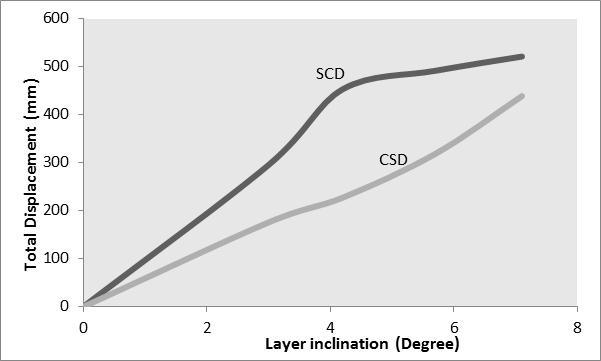 600
500
400
300
200
100
0
Total Displacement (mm)
SCD
CSD
0 2 4 6 8
Layer inclination (Degree)